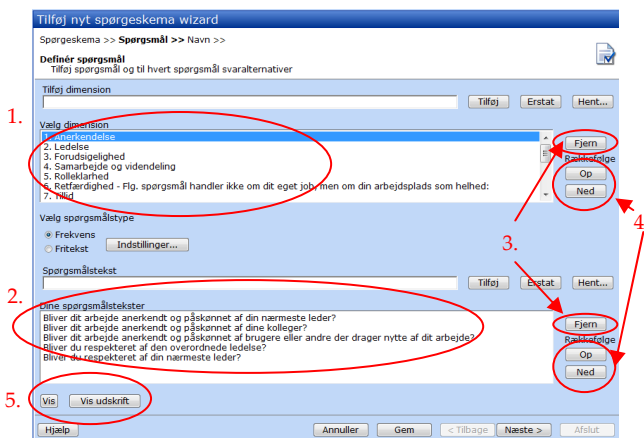 Tilføj nyt spørgeskema wizard
Spørgeskema >> Spørgsmål >> Navn >>
Definér spørgsmål
Tilføj spørgsmål og til hvert spørgsmål svaralternativer
Tilføj dimension
Tilføj Erstat Hent...
1.
Vælg dimension
1. Anerkendelse
2. Ledelse
3. Forudsigelighed
4. Samarbejde og videndeling
5. Rolleklarhed
6. Retfærdighed - Flg. spørgsmål handler ikke om dit eget job, men om din arbejdsplads som helhed:
7. Tillid
Fjern
Rækkefølge
Op
Ned
Vælg spørgsmålstype
Frekvens
Fritekst
Indstillinger...
3.
4
Spørgsmålstekst
Tilføj Erstat Hent...
2.
Dine spørgsmålstekster
Bliver dit arbejde anerkendt og påskønnet af din nærmeste leder?
Bliver dit arbejde anerkendt og påskønnet af dine kolleger?
Bliver dit arbejde anerkendt og påskønnet af brugere eller andre der drager nytte af dit arbejde?
Bliver du respekteret af den overordnede ledelse?
Bliver du respekteret af din nærmeste leder?
Fjern
Rækkefølge
Op
Ned
5.
Vis Vis udskrift
Hjælp Annuller Gem < Tilbage Næste > Afslut